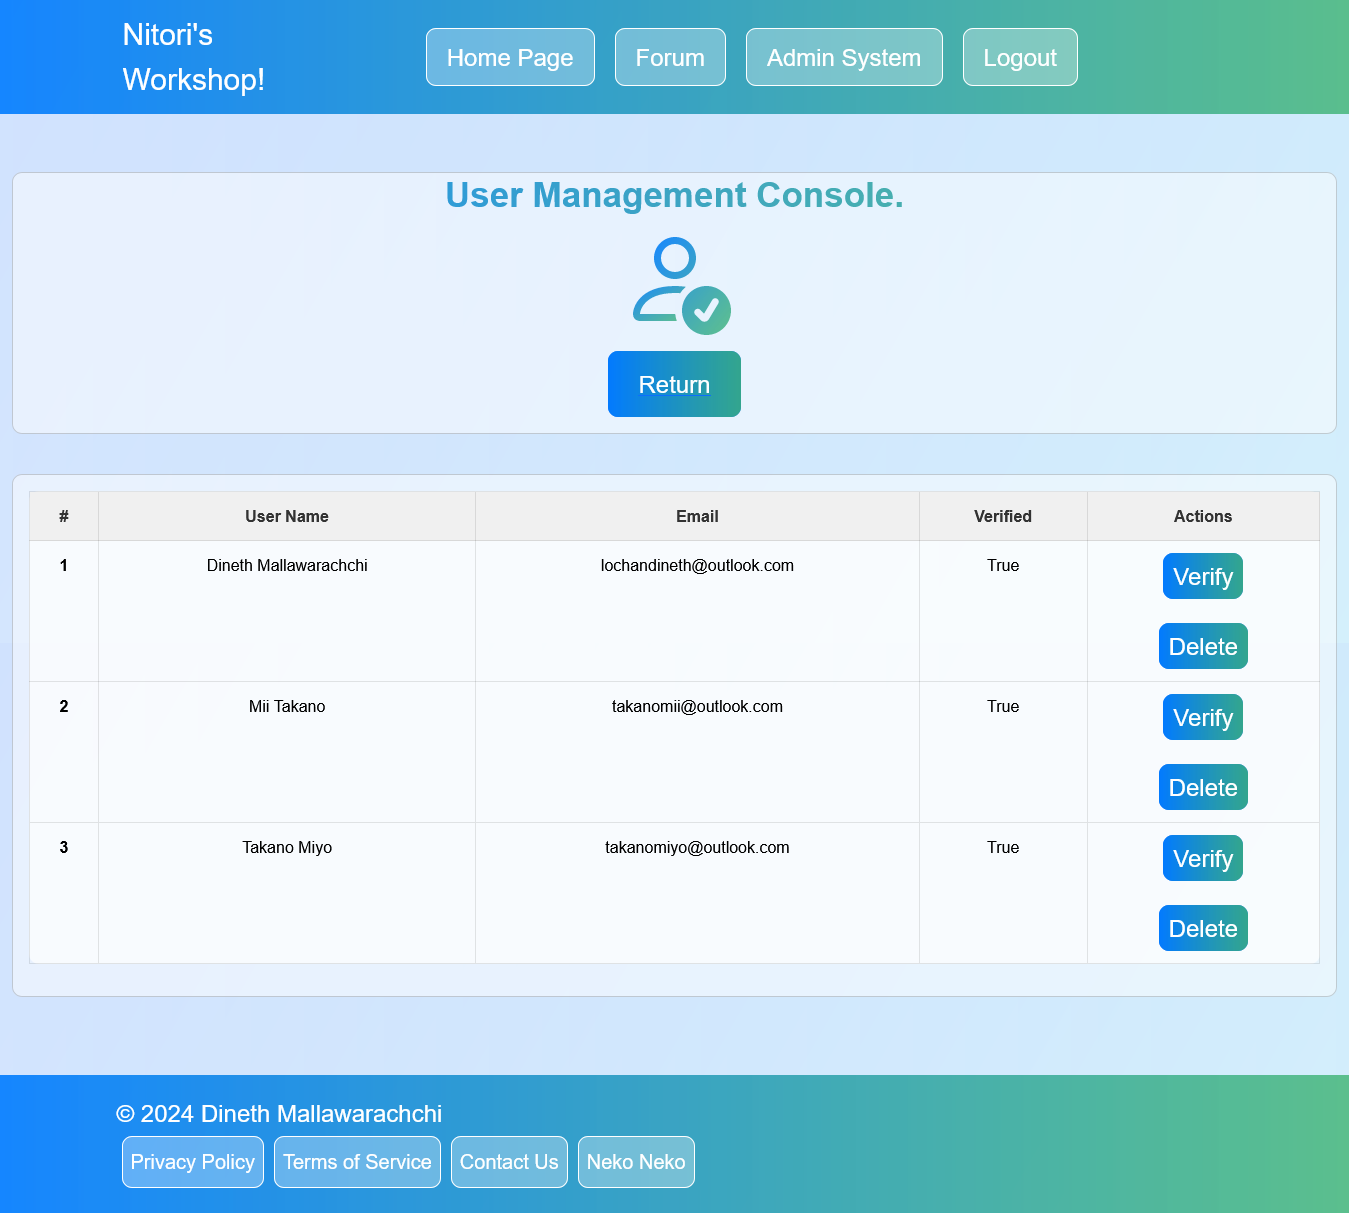 Nitori's
Workshop!
Home Page Forum Admin System Logout
User Management Console.
Return
# User Name Email Verified Actions
1 Dineth Mallawarachchi lochandineth@outlook.com True Verify
Delete
2 Mii Takano takanomii@outlook.com True Verify
Delete
3 Takano Miyo takanomiyo@outlook.com True Verify
Delete
© 2024 Dineth Mallawarachchi
Privacy Policy Terms of Service Contact Us Neko Neko